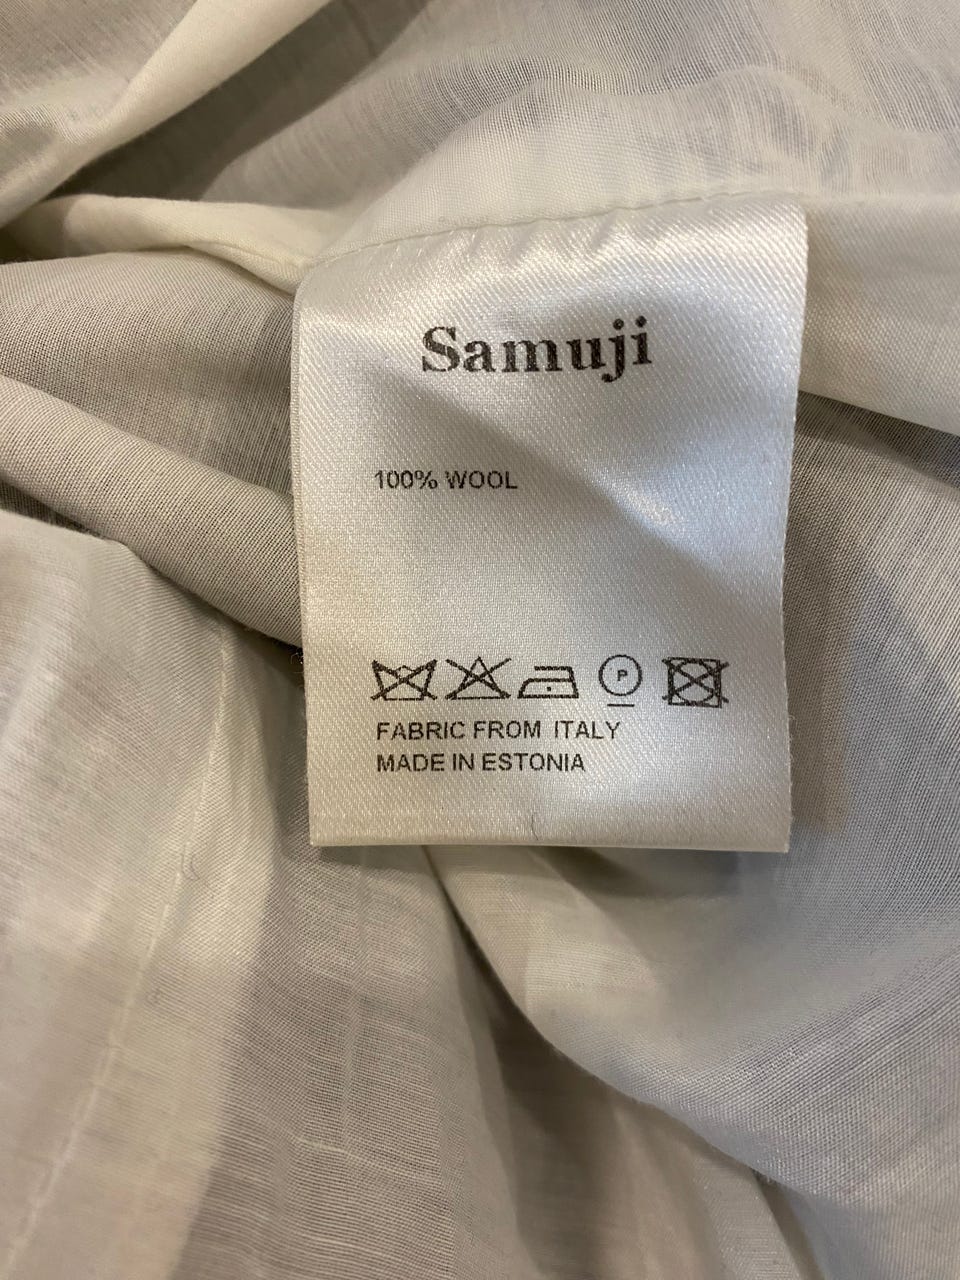 Samuji
100% WOOL
P
FABRIC FROM ITALY
MADE IN ESTONIA